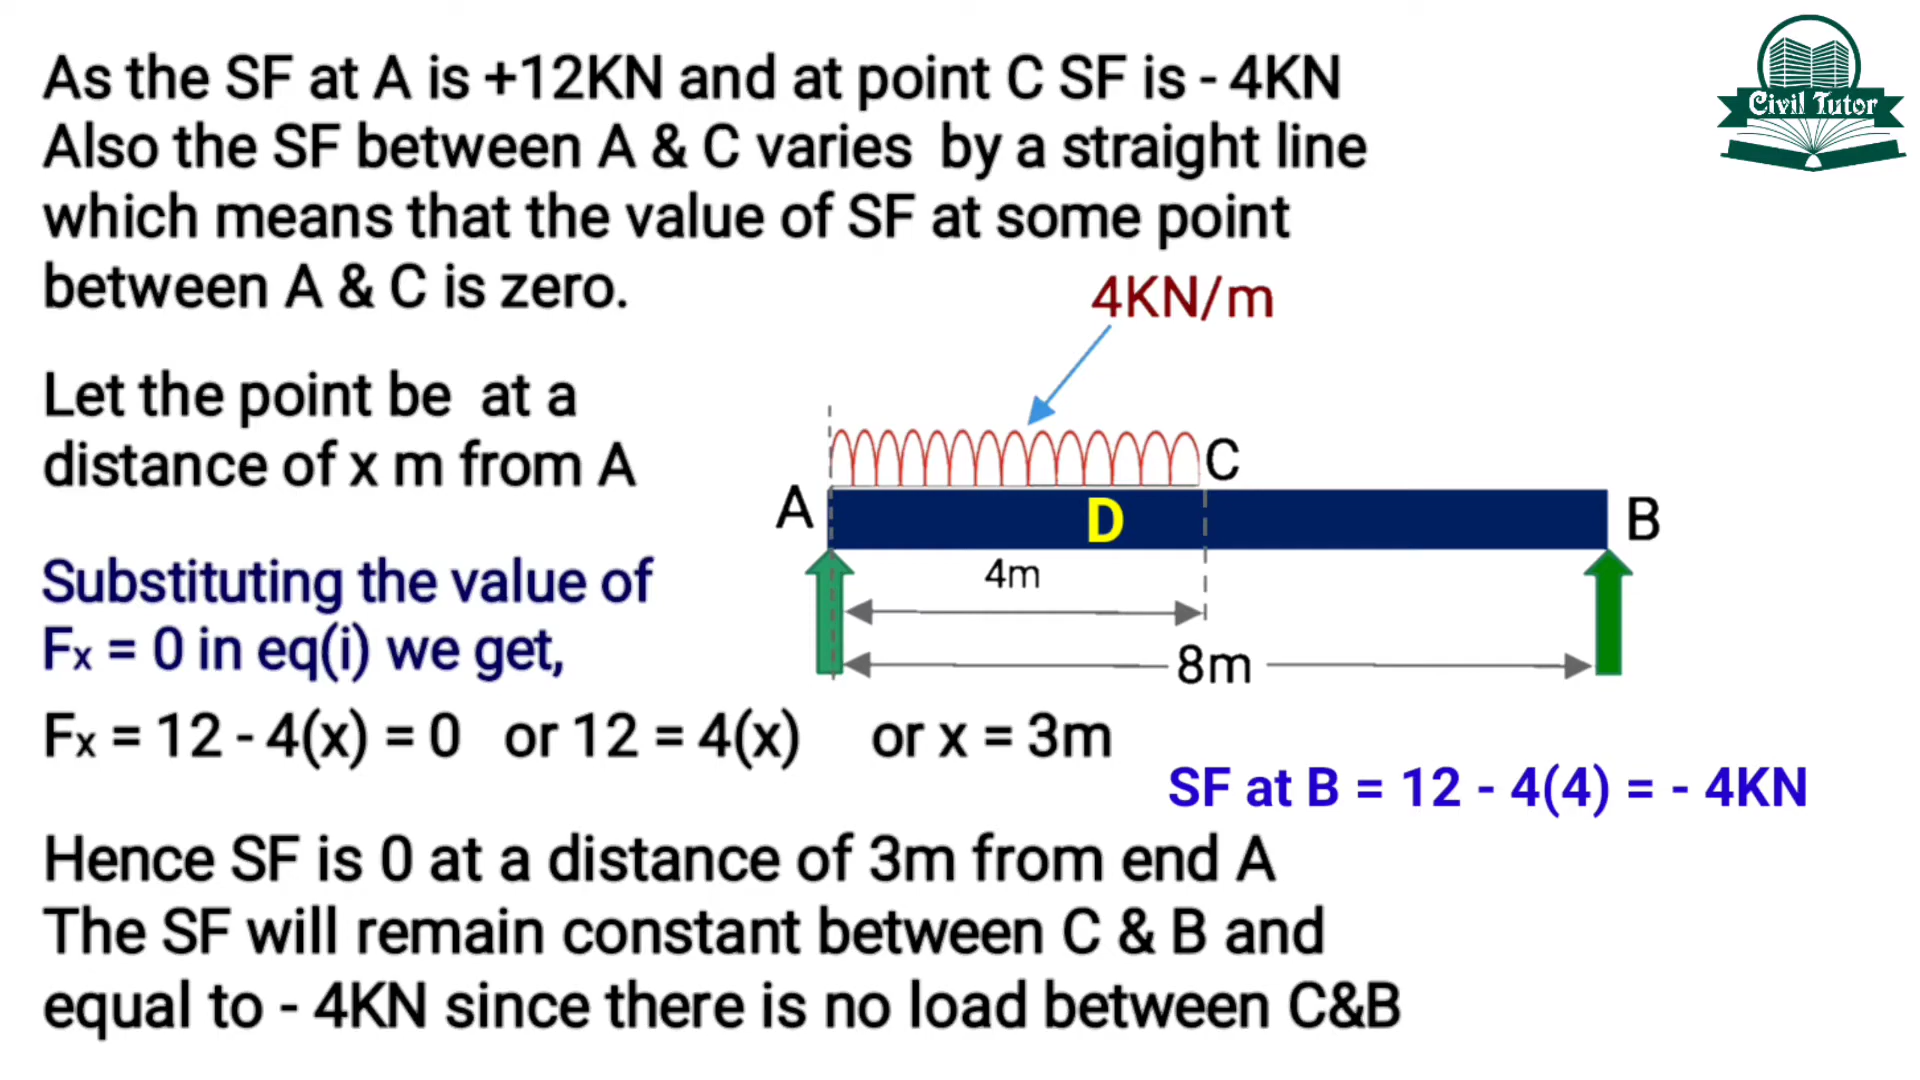 Civil Tutor
As the SF at A is +12KN and at point C SF is - 4KN
Also the SF between A & C varies by a straight line
which means that the value of SF at some point
between A & C is zero.
4KN/m
Let the point be at a
distance of x m from A
C
A
D
B
4m
8m
Substituting the value of
Fx = 0 in eq(i) we get,
Fx = 12 - 4(x) = 0 or 12 = 4(x) or x = 3m
SF at B = 12 - 4(4) = - 4KN
Hence SF is 0 at a distance of 3m from end A
The SF will remain constant between C & B and
equal to - 4KN since there is no load between C&B